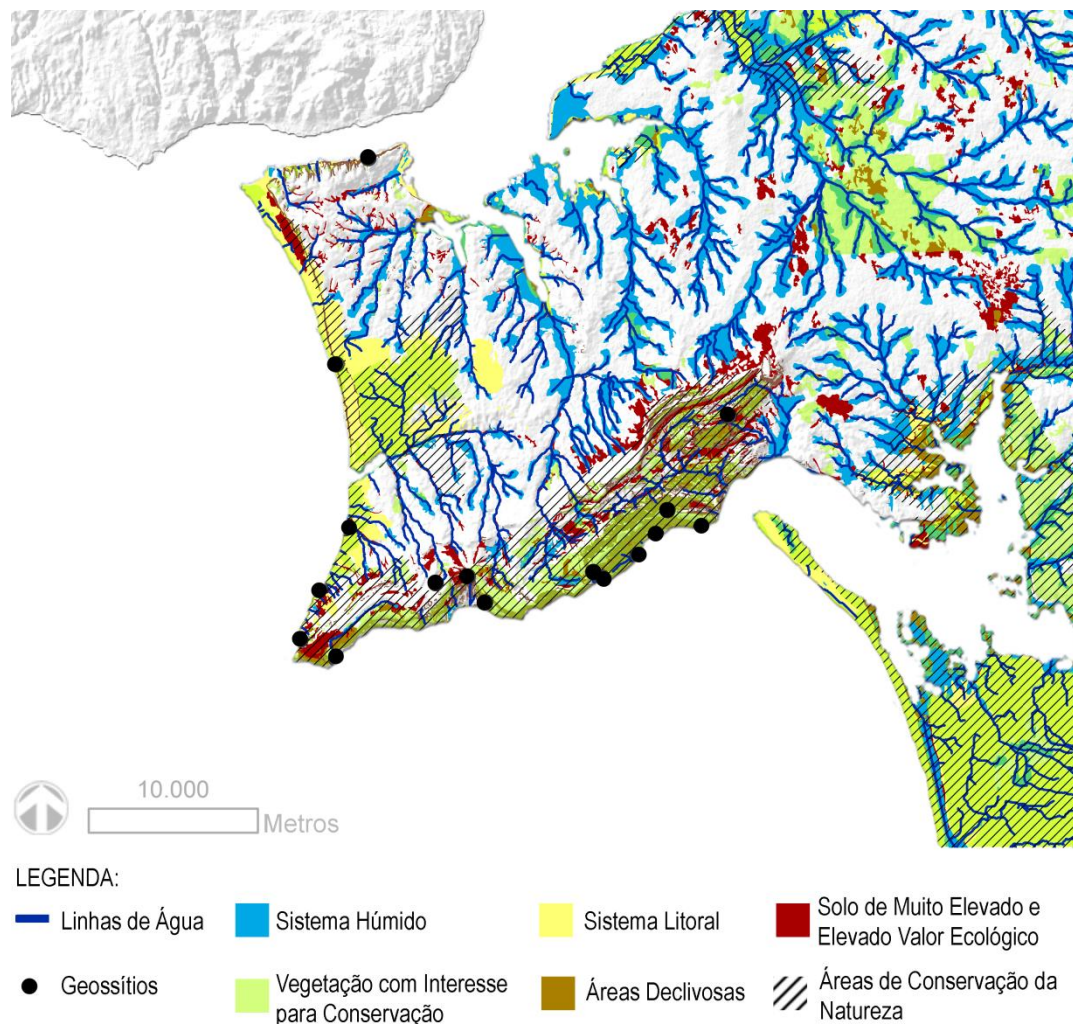 10.000
Metros
LEGENDA:
Linhas de Água
Sistema Húmido
Sistema Litoral
Solo de Muito Elevado e
Elevado Valor Ecológico
Geossítios
Vegetação com Interesse
para Conservação
Áreas Declivosas
Áreas de Conservação da
Natureza